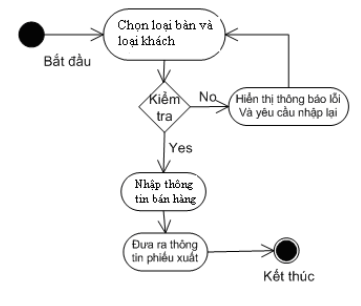 Chọn loại bàn và
loại khách
Bất đầu
Kiểm
tra
No
Hiển thị thông báo lỗi
Và yêu cầu nhập lại
Yes
Nhập thông
tin bán hàng
Đưa ra thông
tin phiếu xuất
Kết thúc